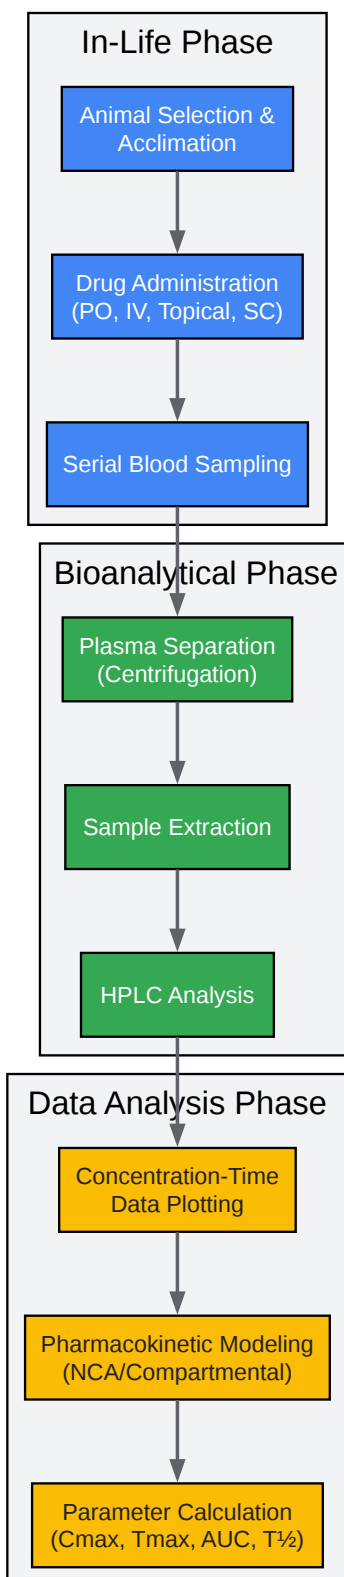 In-Life Phase
Animal Selection &
Acclimation
Drug Administration
(PO, IV, Topical, SC)
Serial Blood Sampling
Bioanalytical Phase
Plasma Separation
(Centrifugation)
Sample Extraction
HPLC Analysis
Data Analysis Phase
Concentration-Time
Data Plotting
Pharmacokinetic Modeling
(NCA/Compartmental)
Parameter Calculation
(Cmax, Tmax, AUC, T½)